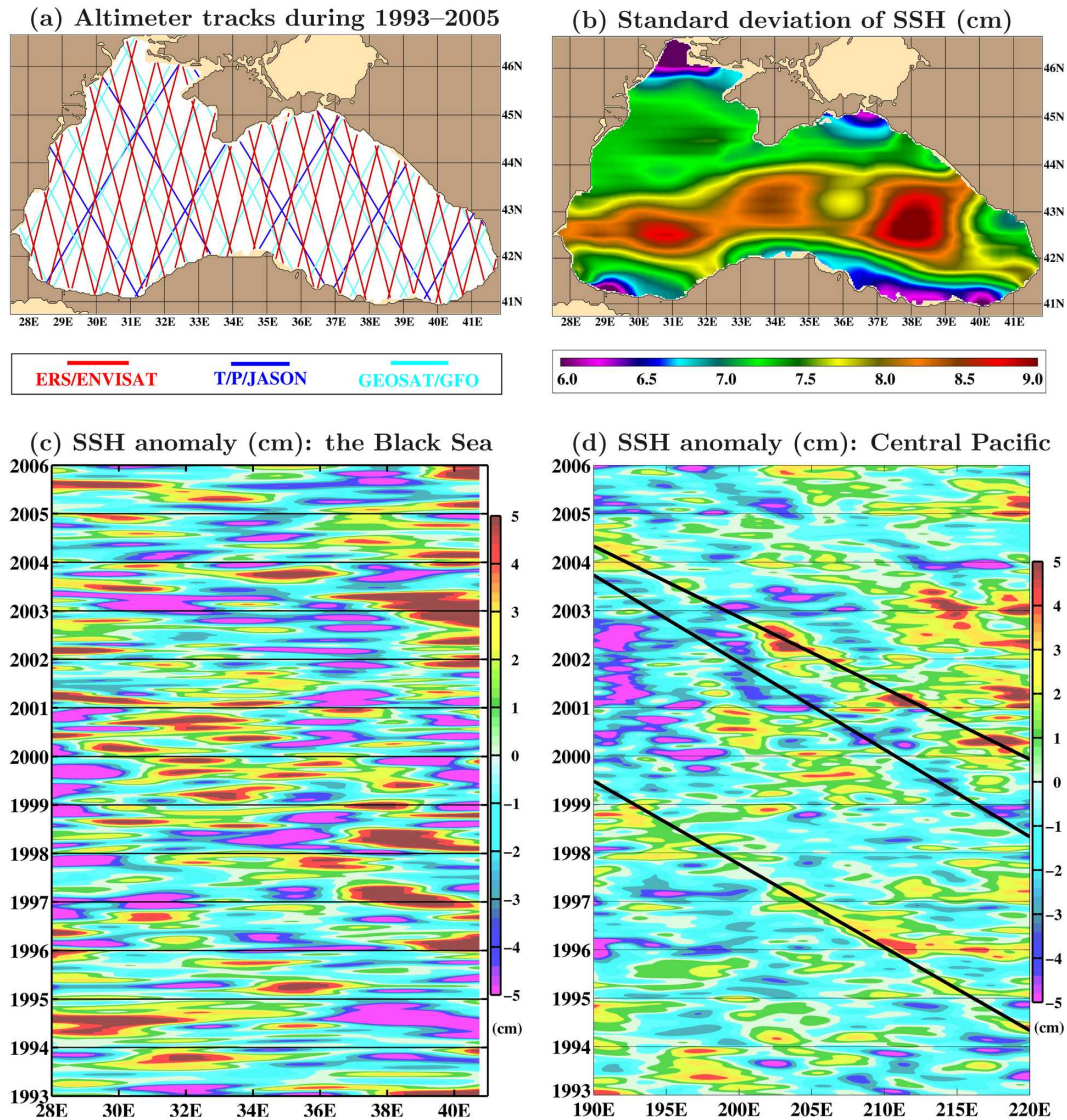 (a) Altimeter tracks during 1993–2005
(b) Standard deviation of SSH (cm)
46N
45N
44N
43N
42N
41N
28E 29E 30E 31E 32E 33E 34E 35E 36E 37E 38E 39E 40E 41E
46N
45N
44N
43N
42N
41N
28E 29E 30E 31E 32E 33E 34E 35E 36E 37E 38E 39E 40E 41E
ERS/ENVISAT T/P/JASON GEOSAT/GFO
6.0 6.5 7.0 7.5 8.0 8.5 9.0
(c) SSH anomaly (cm): the Black Sea
2006
2005
2004
2003
2002
2001
2000
1999
1998
1997
1996
1995
1994
1993
28E 30E 32E 34E 36E 38E 40E
5
4
3
2
1
0
−1
−2
−3
−4
−5
(cm)
(d) SSH anomaly (cm): Central Pacific
2006
2005
2004
2003
2002
2001
2000
1999
1998
1997
1996
1995
1994
1993
190E 195E 200E 205E 210E 215E 220E
5
4
3
2
1
0
−1
−2
−3
−4
−5
(cm)